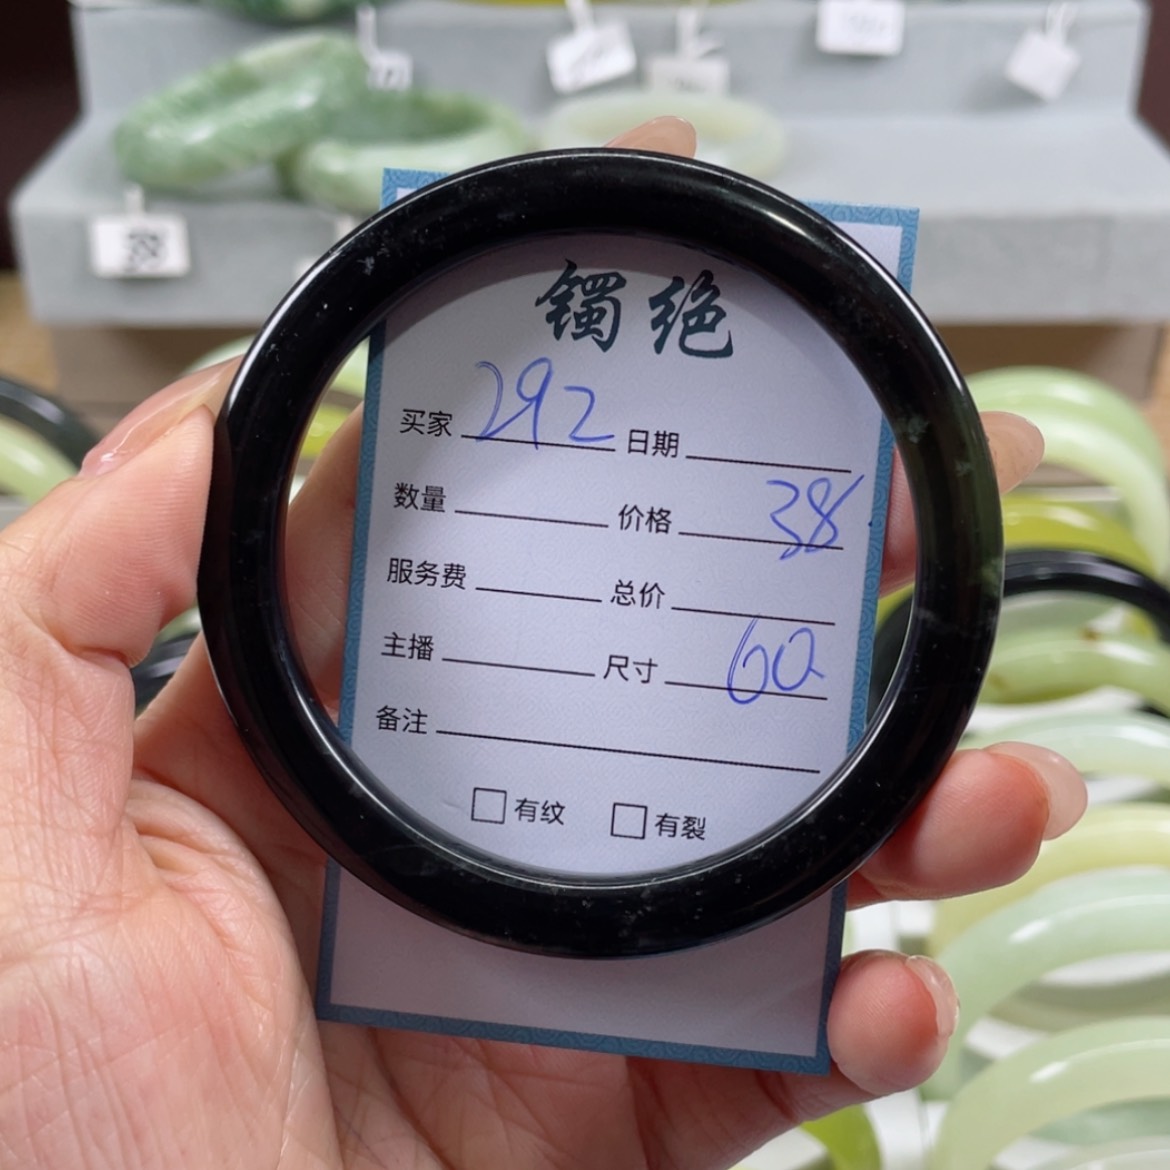 镯绝
买家 292 日期
数量 价格 38
服务费 总价
主播 尺寸 60
备注
□有纹 □有裂